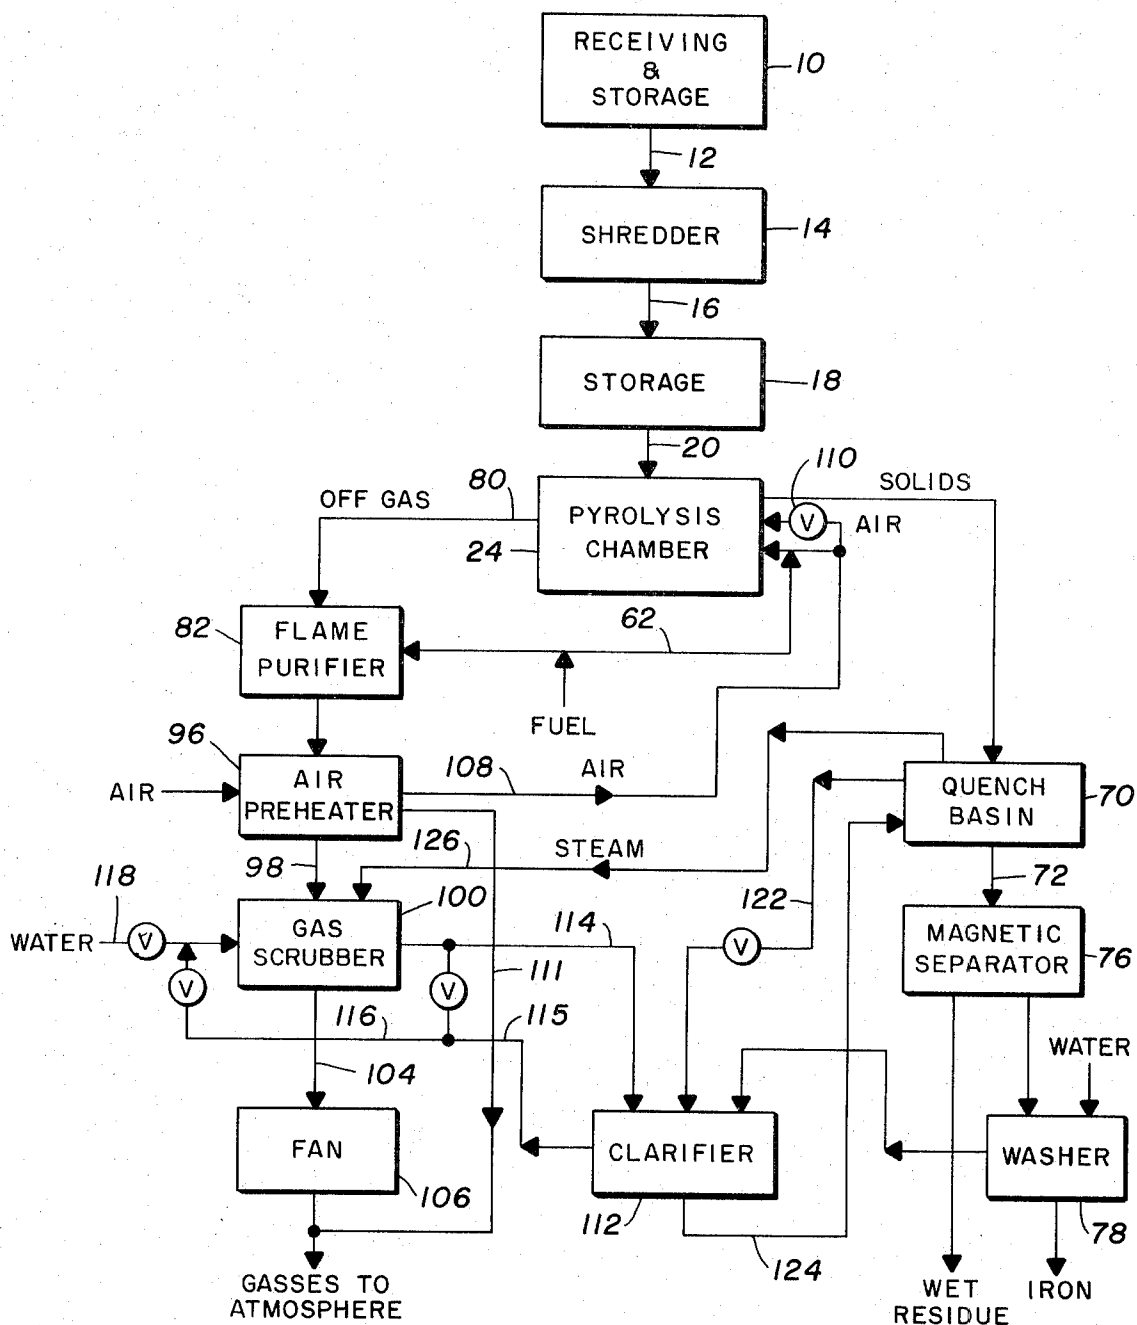 RECEIVING
&
STORAGE
10
12
SHREDDER
14
16
STORAGE
18
20
110
SOLIDS
80
OFF GAS
PYROLYSIS
CHAMBER
V
AIR
24
62
82
FLAME
PURIFIER
FUEL
96
AIR
AIR
PREHEATER
108
AIR
QUENCH
BASIN
70
126
STEAM
98
118
100
122
72
WATER
V
GAS
SCRUBBER
114
V
MAGNETIC
SEPARATOR
76
V
V
111
116
115
WATER
104
FAN
CLARIFIER
WASHER
106
112
78
124
GASSES TO
ATMOSPHERE
WET
RESIDUE
IRON